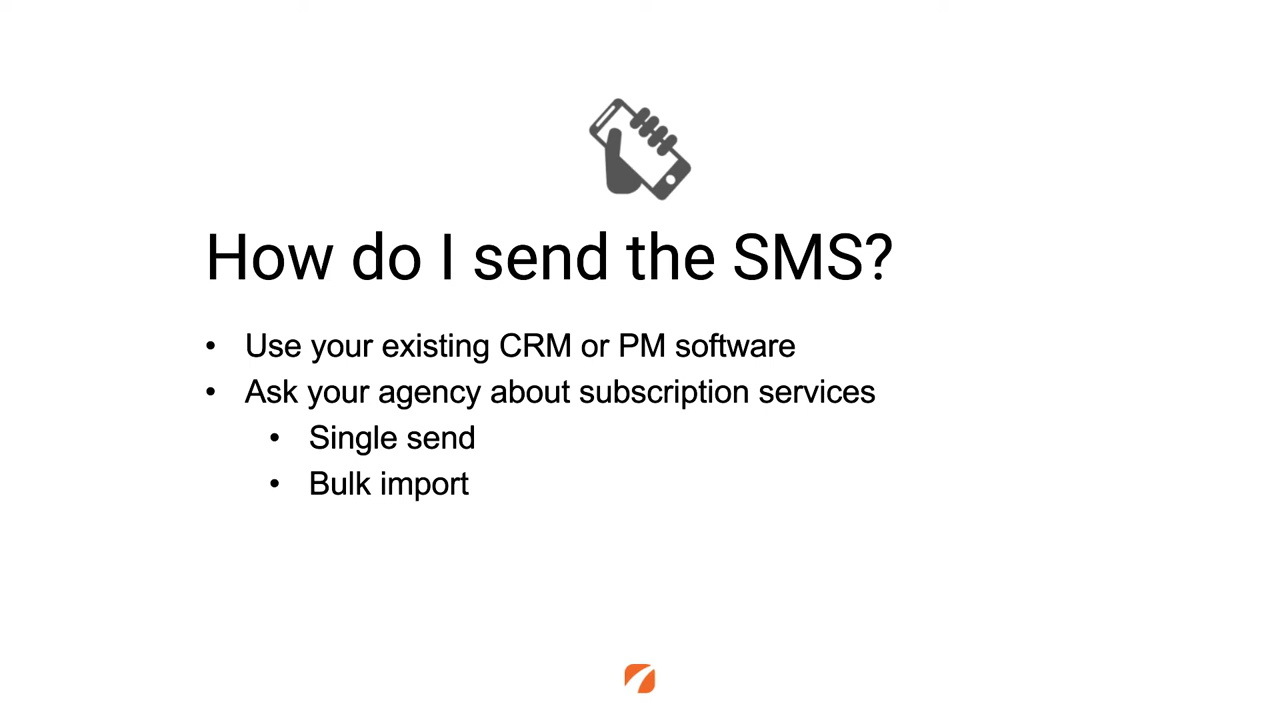 How do I send the SMS?
• Use your existing CRM or PM software
• Ask your agency about subscription services
• Single send
• Bulk import